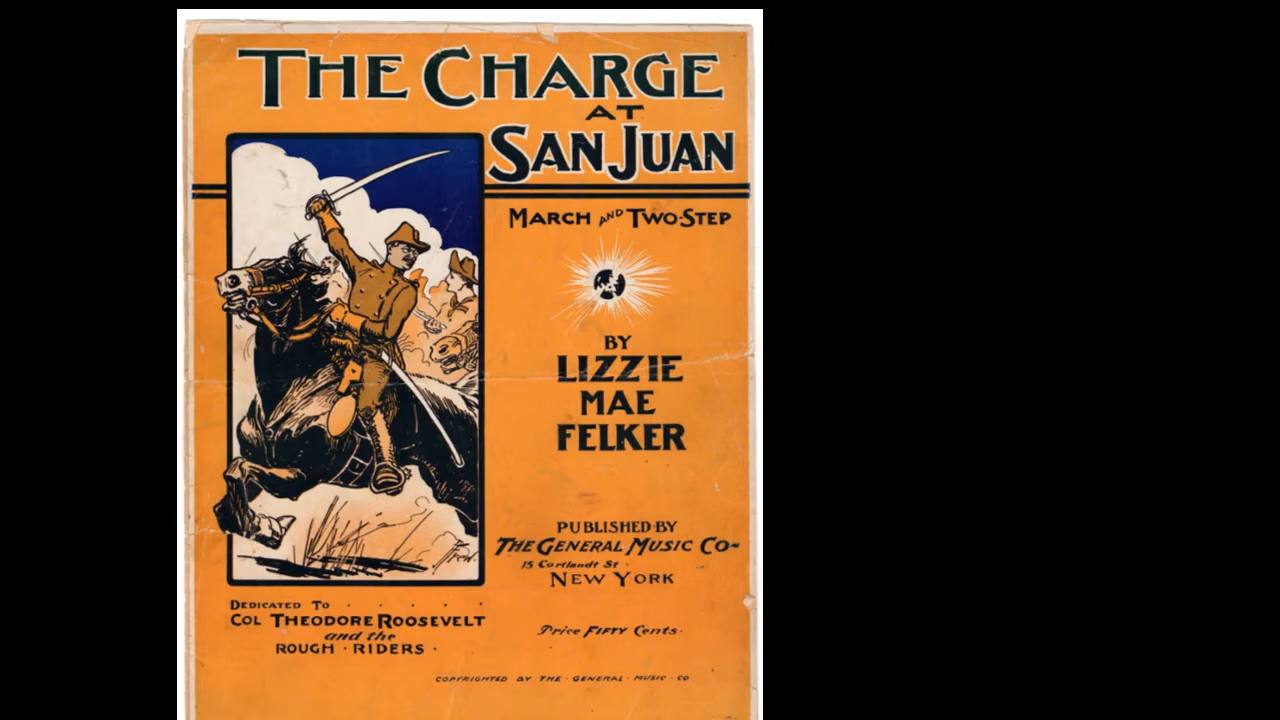 THE CHARGE
AT
SAN JUAN
MARCH AND TWO-STEP
BY
LIZZIE
MAE
FELKER
PUBLISHED BY
THE GENERAL MUSIC CO-
15 Cortlandt St
NEW YORK
DEDICATED TO
COL THEODORE ROOSEVELT
and the
ROUGH · RIDERS ·
Price FIFTY Cents·
COPYRIGHTED BY THE · GENERAL · MUSIC · CO